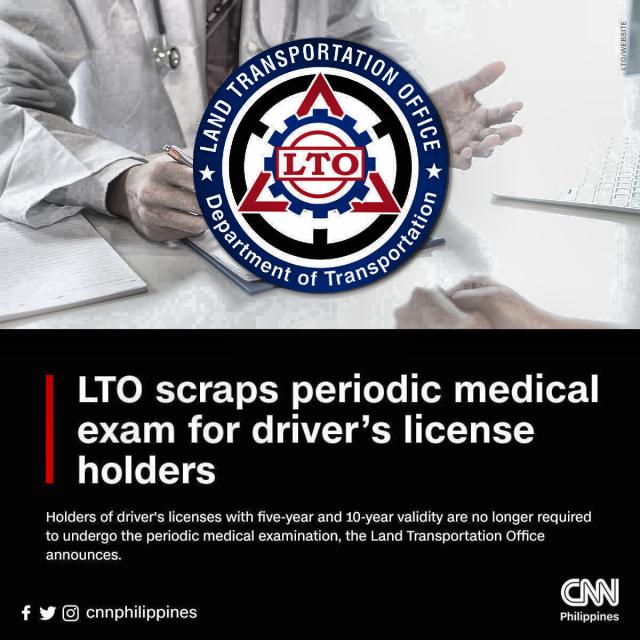 LTO/WEBSITE
LAND TRANSPORTATION OFFICE
LTO
Department of Transportation
LTO scraps periodic medical
exam for driver's license
holders
Holders of driver's licenses with five-year and 10-year validity are no longer required
to undergo the periodic medical examination, the Land Transportation Office
announces.
CNN
Philippines
cnnphilippines